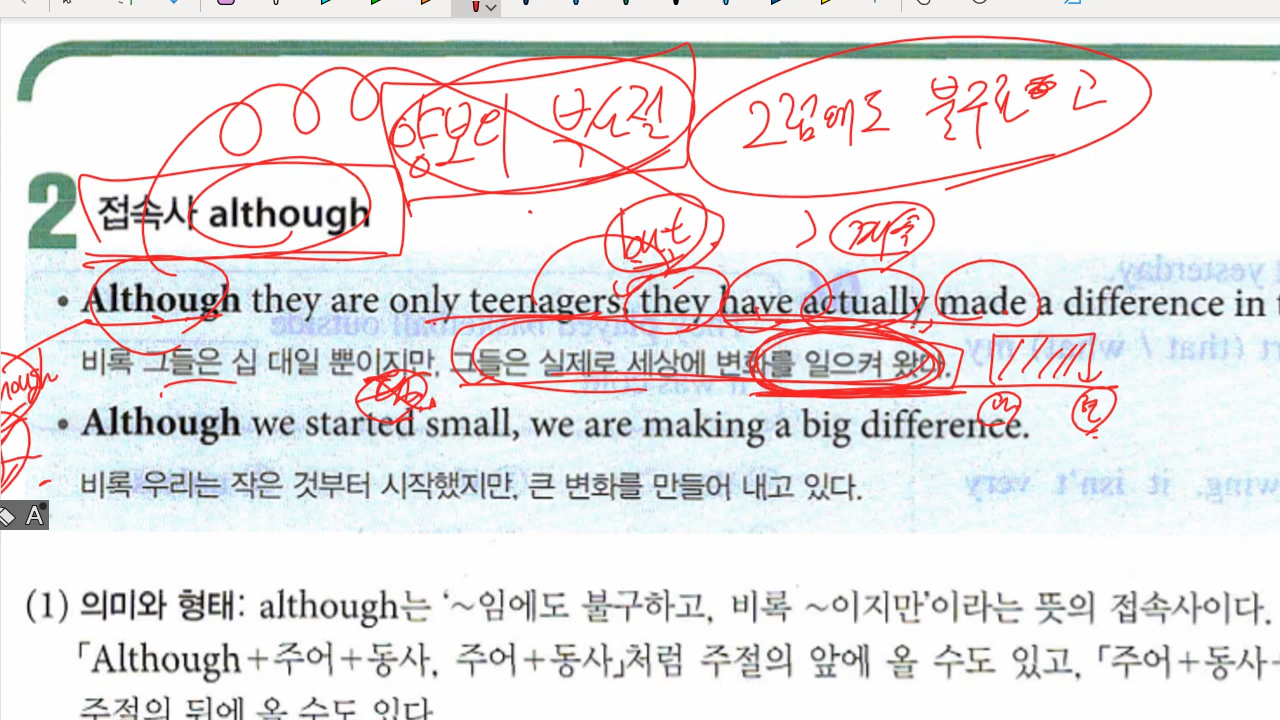 양보의 부사절
그럼에도 불구하고
2 접속사 although
but
계속
• Although they are only teenagers, they have actually made a difference in
비록 그들은 십 대일 뿐이지만, 그들은 실제로 세상에 변화를 일으켜 왔다.
• Although we started small, we are making a big difference.
비록 우리는 작은 것부터 시작했지만, 큰 변화를 만들어 내고 있다.
A
(1) 의미와 형태: although는 ‘~임에도 불구하고, 비록 ~이지만’이라는 뜻의 접속사이다.
「Although+주어+동사, 주어+동사」처럼 주절의 앞에 올 수도 있고, 「주어+동사+
주절의 뒤에 올 수도 있다